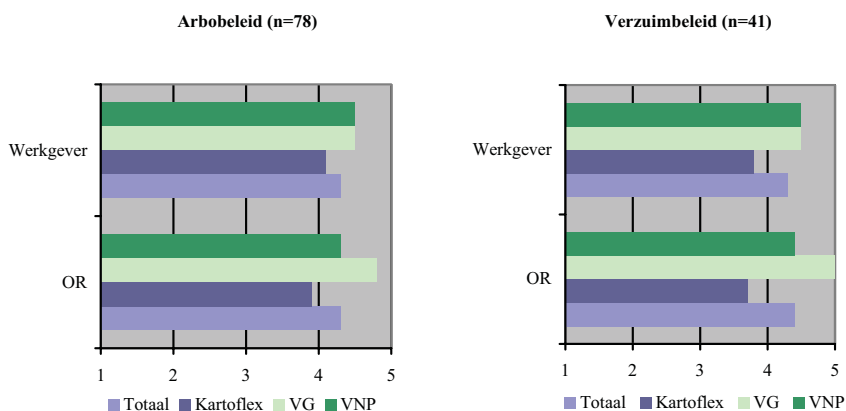 Arbobeleid (n=78)
Werkgever
OR
1 2 3 4 5
Totaal Kartoflex VG VNP
Verzuimbeleid (n=41)
Werkgever
OR
1 2 3 4 5
Totaal Kartoflex VG VNP